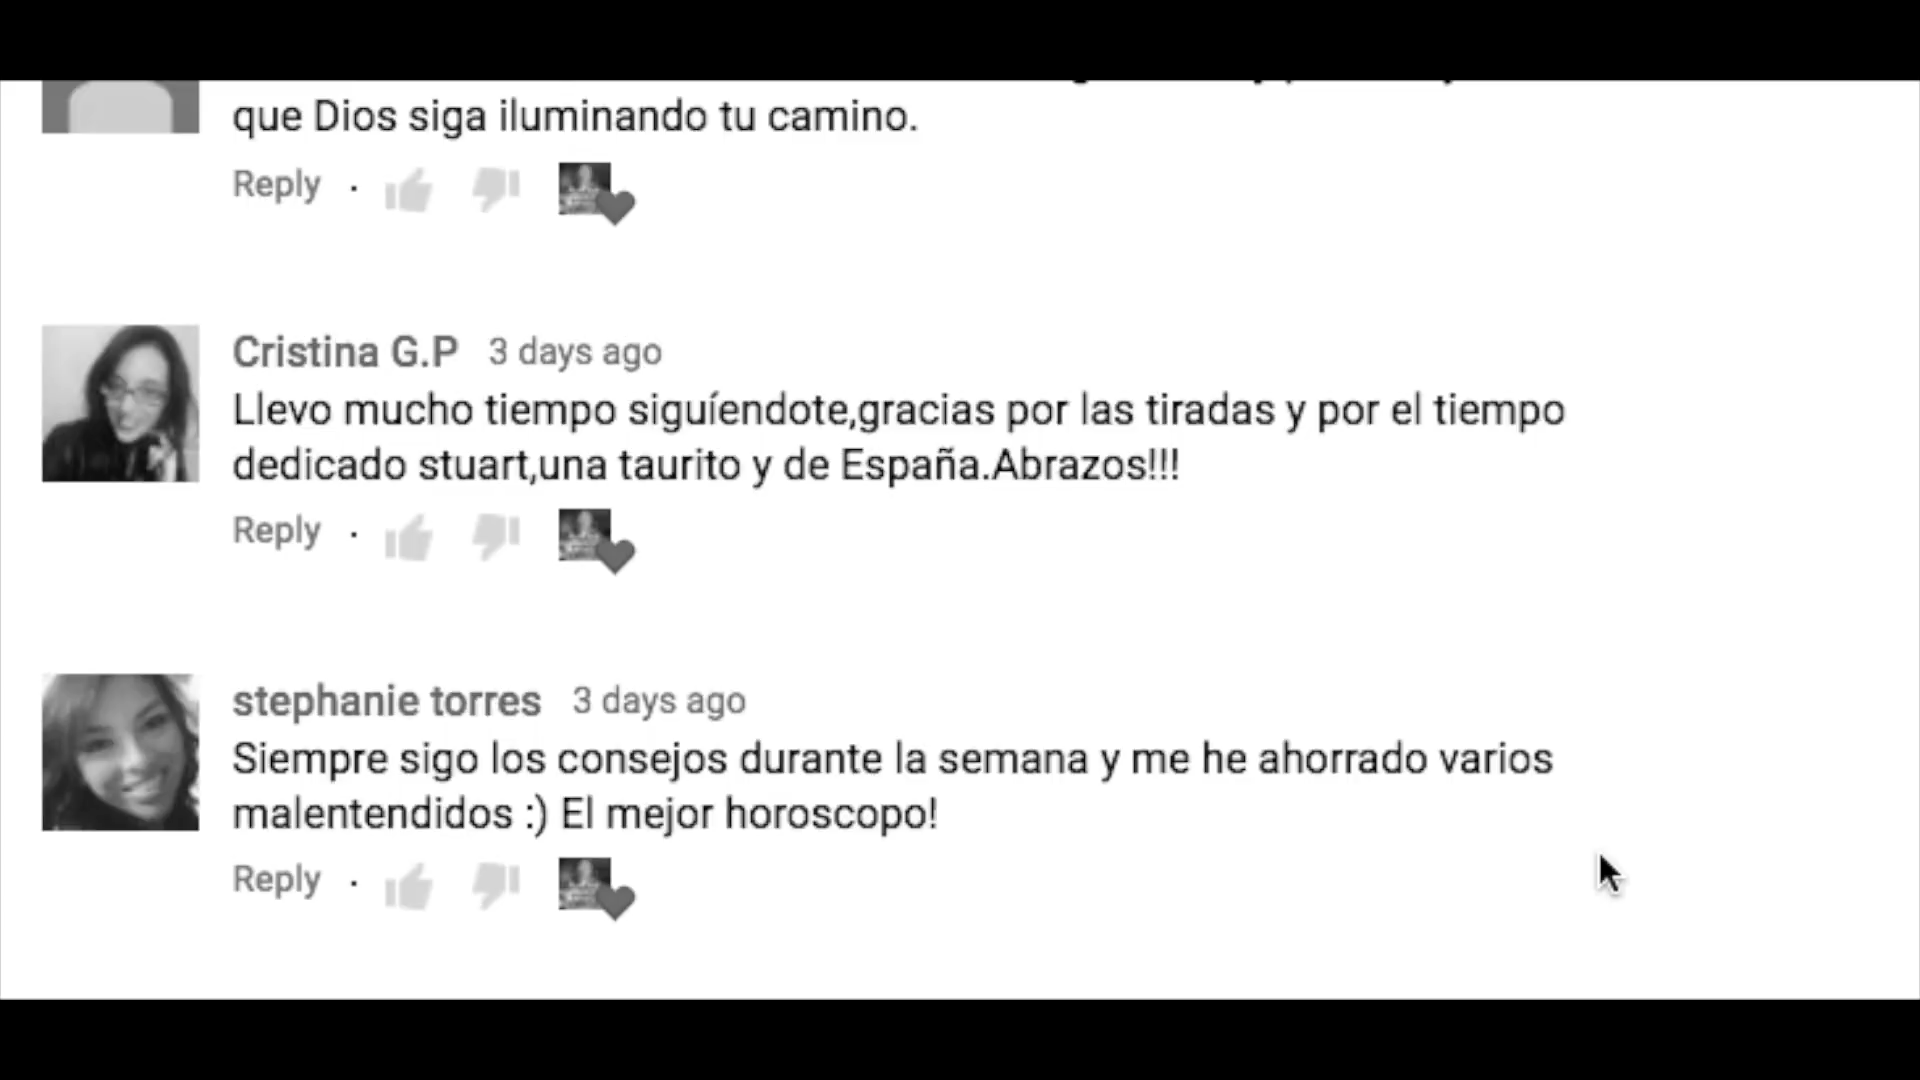 que Dios siga iluminando tu camino.
Reply ·
Cristina G.P 3 days ago
Llevo mucho tiempo siguíendote,gracias por las tiradas y por el tiempo
dedicado stuart,una taurito y de España.Abrazos!!!
Reply ·
stephanie torres 3 days ago
Siempre sigo los consejos durante la semana y me he ahorrado varios
malentendidos :) El mejor horoscopo!
Reply ·